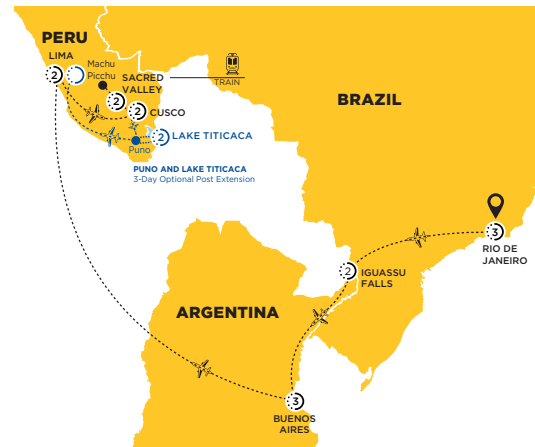 PERU
LIMA
2
Machu
Picchu
SACRED
VALLEY
2
TRAIN
2
CUSCO
BRAZIL
2
LAKE TITICACA
Puno
PUNO AND LAKE TITICACA
3-Day Optional Post Extension
3
RIO DE
JANEIRO
2
IGUASSU
FALLS
ARGENTINA
3
BUENOS
AIRES